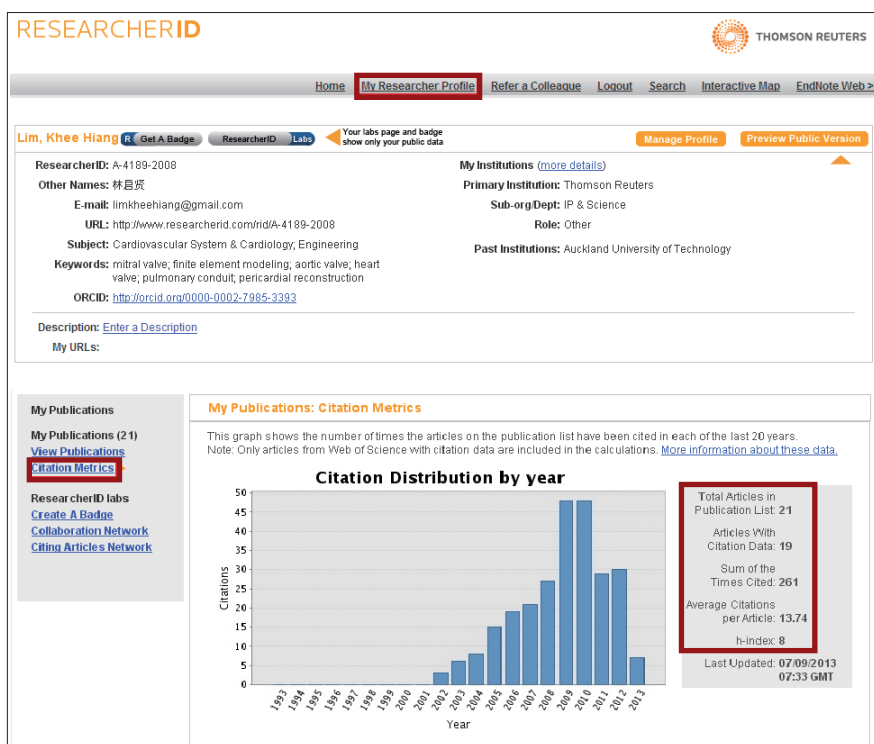 RESEARCHERID
THOMSON REUTERS
Home My Researcher Profile Refer a Colleague Logout Search Interactive Map EndNote Web >
Lim, Khee Hiang R Get A Badge ResearcherID Labs Your labs page and badge
show only your public data
Manage Profile Preview Public Version
ResearcherID: A-4189-2008
Other Names: 林昌贤
E-mail: limkheehiang@gmail.com
URL: http://www.researcherid.com/rid/A-4189-2008
Subject: Cardiovascular System & Cardiology; Engineering
Keywords: mitral valve; finite element modeling; aortic valve; heart
valve; pulmonary conduit; pericardial reconstruction
ORCID: http://orcid.org/0000-0002-7985-3393
My Institutions (more details)
Primary Institution: Thomson Reuters
Sub-org/Dept: IP & Science
Role: Other
Past Institutions: Auckland University of Technology
Description: Enter a Description
My URLs:
My Publications
My Publications (21)
View Publications
Citation Metrics
ResearcherID labs
Create A Badge
Collaboration Network
Citing Articles Network
My Publications: Citation Metrics
This graph shows the number of times the articles on the publication list have been cited in each of the last 20 years.
Note: Only articles from Web of Science with citation data are included in the calculations. More information about these data.
Citation Distribution by year
Citations
50
45
40
35
30
25
20
15
10
5
0
1993 1994 1995 1996 1997 1998 1999 2000 2001 2002 2003 2004 2005 2006 2007 2008 2009 2010 2011 2012 2013
Year
Total Articles in
Publication List: 21
Articles With
Citation Data: 19
Sum of the
Times Cited: 261
Average Citations
per Article: 13.74
h-index: 8
Last Updated: 07/09/2013
07:33 GMT